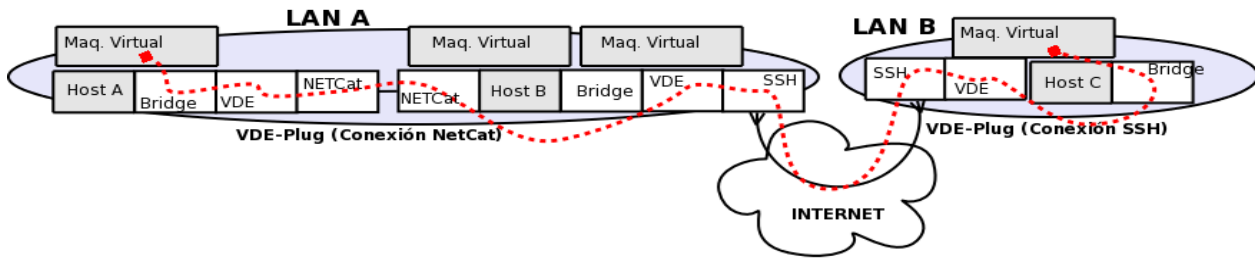 LAN A
LAN B
Maq. Virtual
Maq. Virtual
Maq. Virtual
Maq. Virtual
Host A
Bridge
VDE
NETCat
NETCat
Host B
Bridge
VDE
SSH
SSH
VDE
Host C
Bridge
VDE-Plug (Conexión NetCat)
VDE-Plug (Conexión SSH)
INTERNET